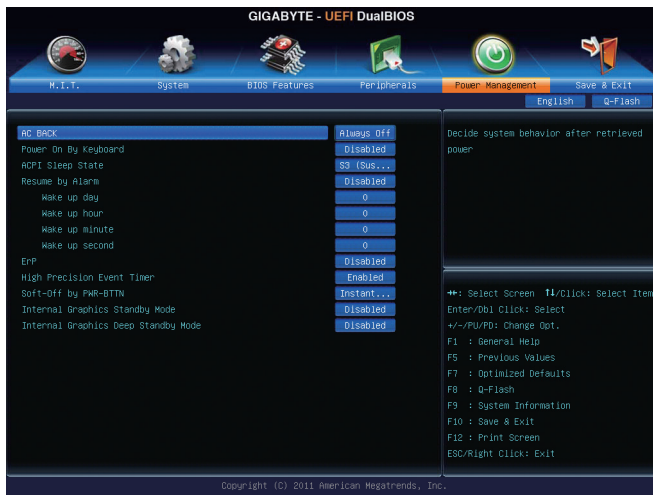 GIGABYTE - UEFI DualBIOS
M.I.T. System BIOS Features Peripherals Power Management Save & Exit
English Q-Flash
AC BACK Always Off
Power On By Keyboard Disabled
ACPI Sleep State S3 (Sus...
Resume by Alarm Disabled
Wake up day 0
Wake up hour 0
Wake up minute 0
Wake up second 0
ErP Disabled
High Precision Event Timer Enabled
Soft-Off by PWR-BTTN Instant...
Internal Graphics Standby Mode Disabled
Internal Graphics Deep Standby Mode Disabled
Decide system behavior after retrieved
power
→←: Select Screen ↑↓/Click: Select Item
Enter/Dbl Click: Select
+/-/PU/PD: Change Opt.
F1 : General Help
F5 : Previous Values
F7 : Optimized Defaults
F8 : Q-Flash
F9 : System Information
F10 : Save & Exit
F12 : Print Screen
ESC/Right Click: Exit
Copyright (C) 2011 American Megatrends, Inc.